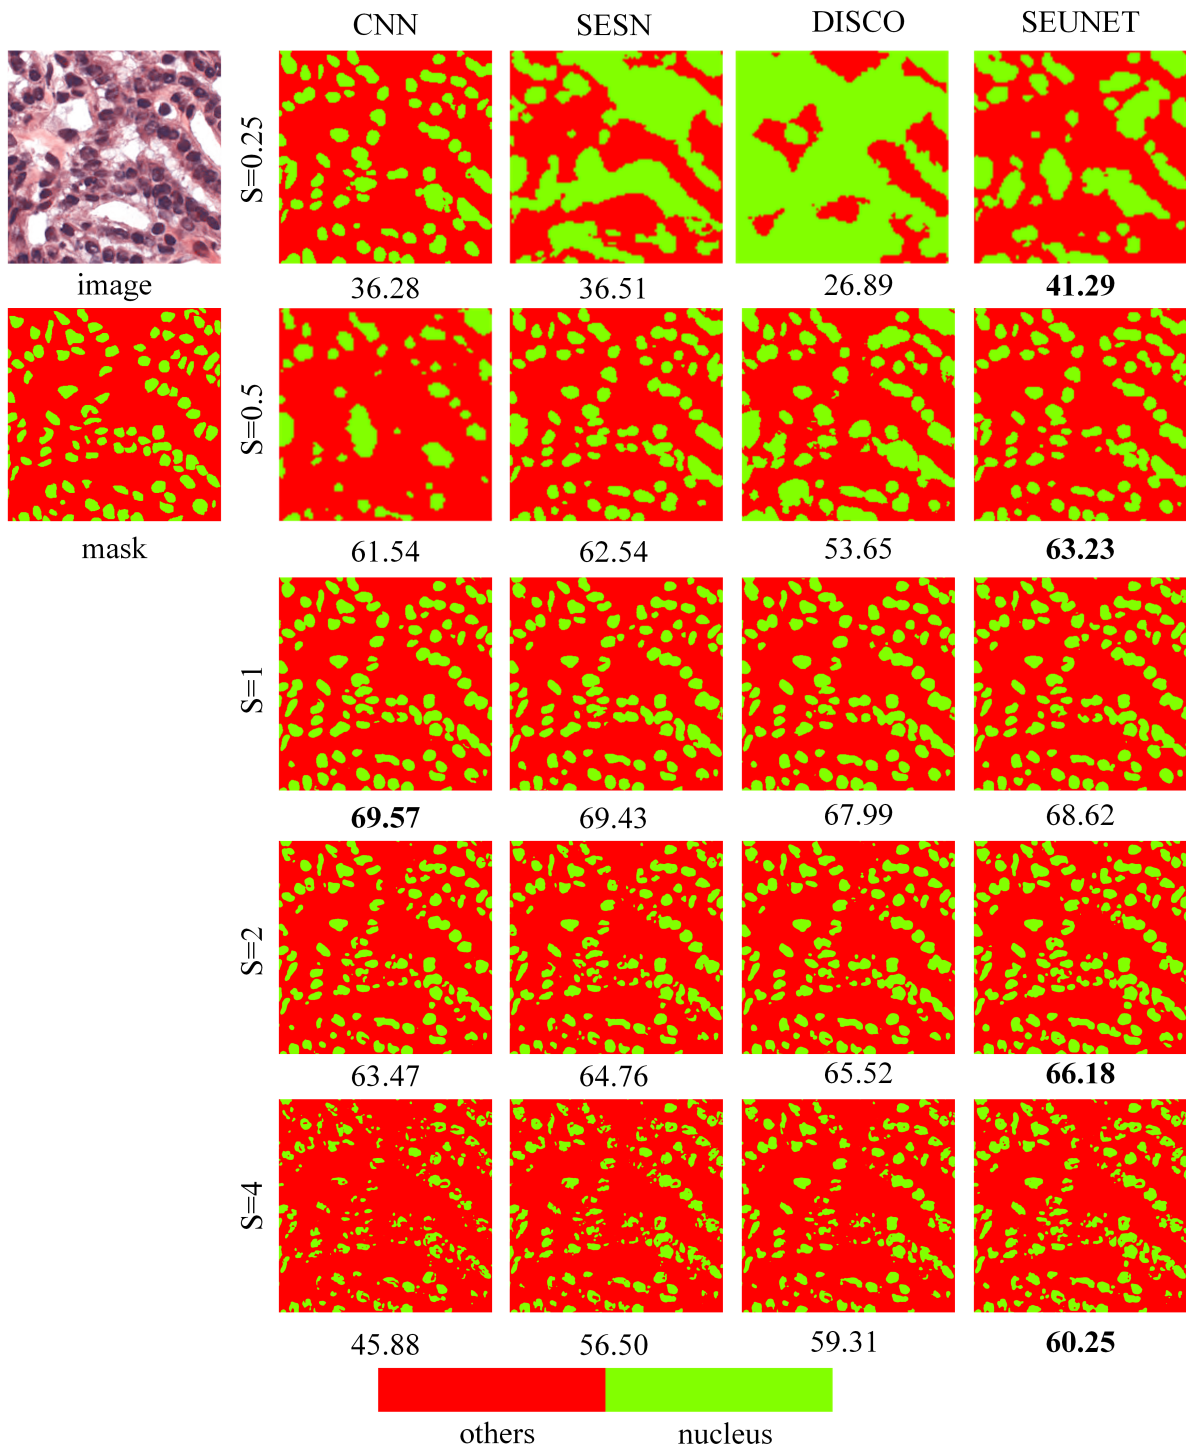 CNN SESN DISCO SEUNET
S=0.25
image 36.28 36.51 26.89 41.29
S=0.5
mask 61.54 62.54 53.65 63.23
S=1
69.57 69.43 67.99 68.62
S=2
63.47 64.76 65.52 66.18
S=4
45.88 56.50 59.31 60.25
others nucleus